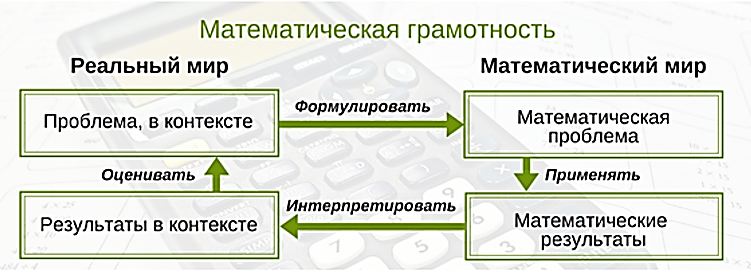 Математическая грамотность
Реальный мир
Математический мир
Проблема, в контексте
Формулировать
Математическая
проблема
Оценивать
Применять
Результаты в контексте
Интерпретировать
Математические
результаты